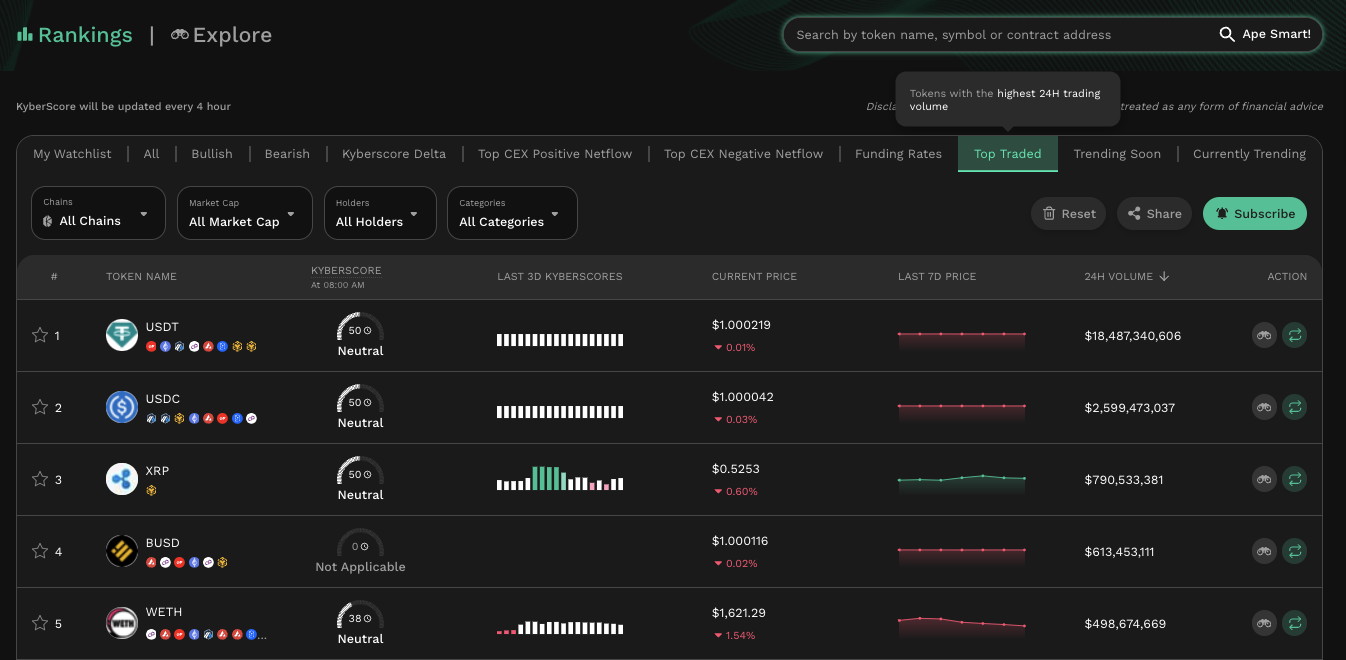 Rankings | Explore
Search by token name, symbol or contract address
Ape Smart!
KyberScore will be updated every 4 hour
Tokens with the highest 24H trading
volume
treated as any form of financial advice
My Watchlist | All | Bullish | Bearish | Kyberscore Delta | Top CEX Positive Netflow | Top CEX Negative Netflow | Funding Rates Top Traded Trending Soon | Currently Trending
Chains
All Chains
Market Cap
All Market Cap
Holders
All Holders
Categories
All Categories
Reset
Share
Subscribe
# TOKEN NAME KYBERSCORE LAST 3D KYBERSCORES CURRENT PRICE LAST 7D PRICE 24H VOLUME ACTION
At 08:00 AM
1 USDT 50 $1.000219 $18,487,340,606
Neutral 0.01%
2 USDC 50 $1.000042 $2,599,473,037
Neutral 0.03%
3 XRP 50 $0.5253 $790,533,381
Neutral 0.60%
4 BUSD 0 $1.000116 $613,453,111
Not Applicable 0.02%
5 WETH 38 $1,621.29 $498,674,669
... Neutral 1.54%